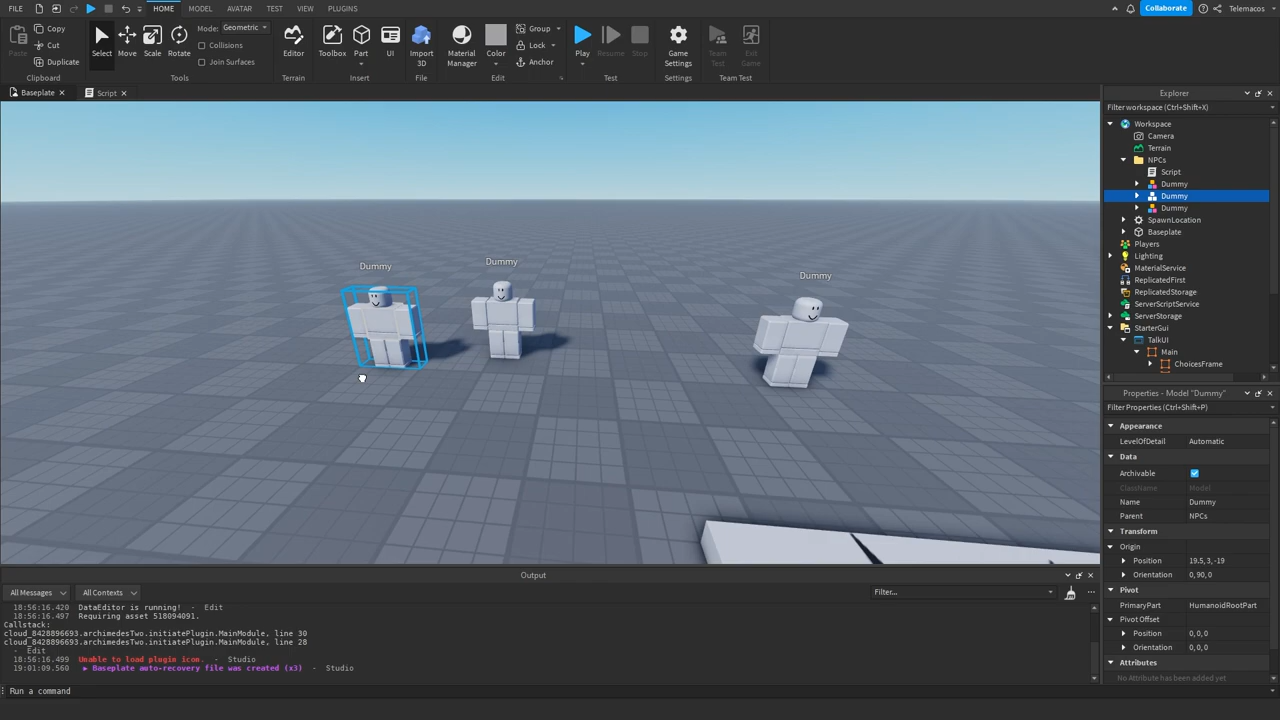 FILE HOME MODEL AVATAR TEST VIEW PLUGINS Collaborate Telemacos
Paste Copy Cut Duplicate Clipboard
Select Move Scale Rotate Mode: Geometric Collisions Join Surfaces Tools
Editor Terrain
Toolbox Part UI Insert
Import 3D File
Material Manager Color Group Lock Anchor Edit
Play Resume Stop Test
Game Settings Settings
Team Test Exit Game Team Test
Baseplate Script
Dummy
Dummy
Dummy
Explorer
Filter workspace (Ctrl+Shift+X)
Workspace
Camera
Terrain
NPCs
Script
Dummy
Dummy
Dummy
SpawnLocation
Baseplate
Players
Lighting
MaterialService
ReplicatedFirst
ReplicatedStorage
ServerScriptService
ServerStorage
StarterGui
TalkUI
Main
ChoicesFrame
Properties - Model "Dummy"
Filter Properties (Ctrl+Shift+P)
Appearance
LevelOfDetail Automatic
Data
Archivable
ClassName Model
Name Dummy
Parent NPCs
Transform
Origin
Position 19.5, 3, -19
Orientation 0, 90, 0
Pivot
PrimaryPart HumanoidRootPart
Pivot Offset
Position 0, 0, 0
Orientation 0, 0, 0
Attributes
No Attribute has been added yet
Output
All Messages All Contexts Filter...
18:56:16.420 DataEditor is running! - Edit
18:56:16.497 Requiring asset 518094091.
Callstack:
cloud_8428896693.archimedesTwo.initiatePlugin.MainModule, line 30
cloud_8428896693.archimedesTwo.initiatePlugin.MainModule, line 28
- Edit
18:56:16.499 Unable to load plugin icon. - Studio
19:01:09.560 ▶ Baseplate auto-recovery file was created (x3) - Studio
Run a command